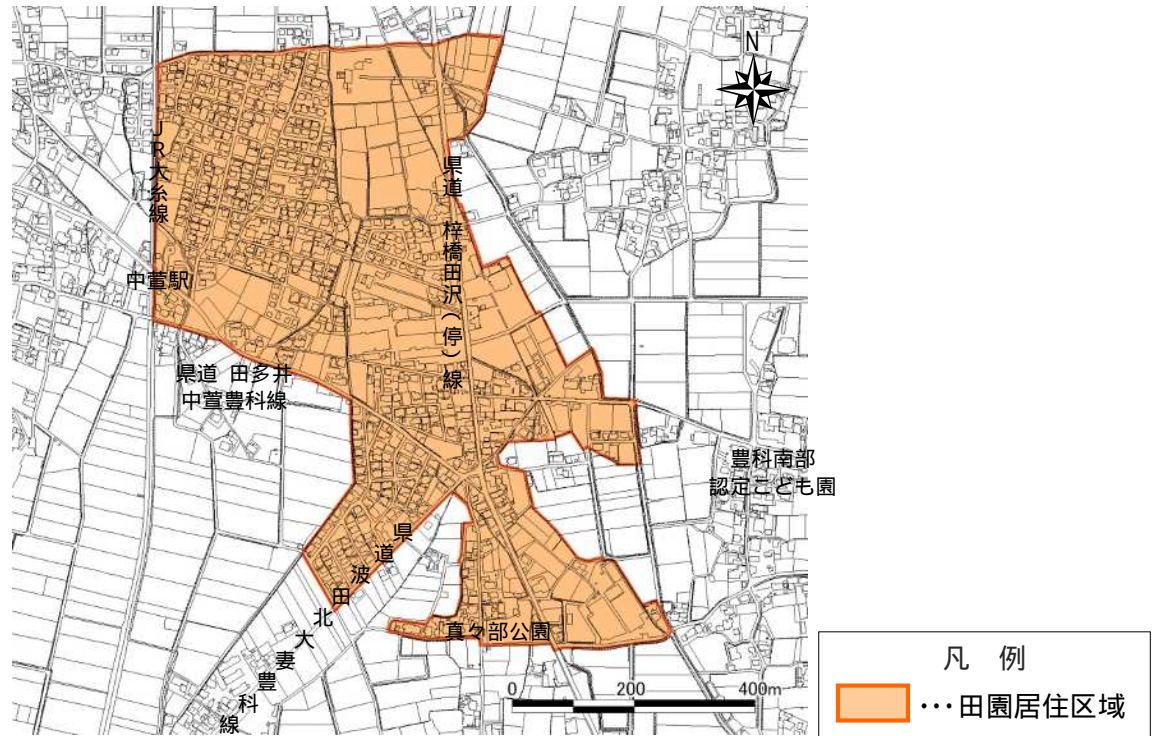 N
JR大糸線
県道 梓橋田沢(停)線
中萱駅
県道 田多井
中萱豊科線
豊科南部
認定こども園
県道波田北大妻豊科線
真々部公園
0 200 400m
凡 例
…田園居住区域